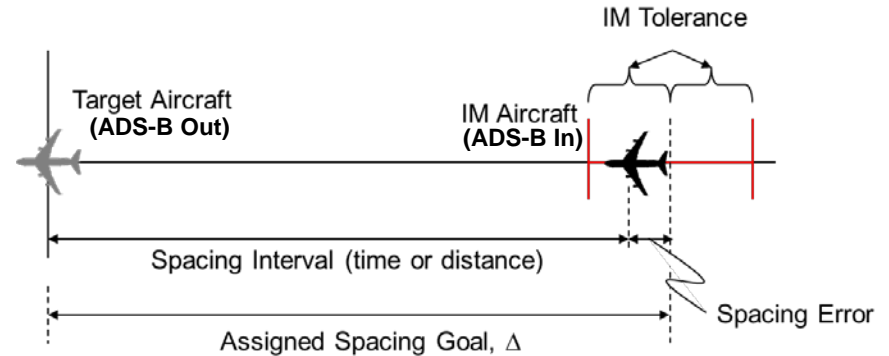 IM Tolerance
Target Aircraft
(ADS-B Out)
IM Aircraft
(ADS-B In)
Spacing Interval (time or distance)
Spacing Error
Assigned Spacing Goal, Δ